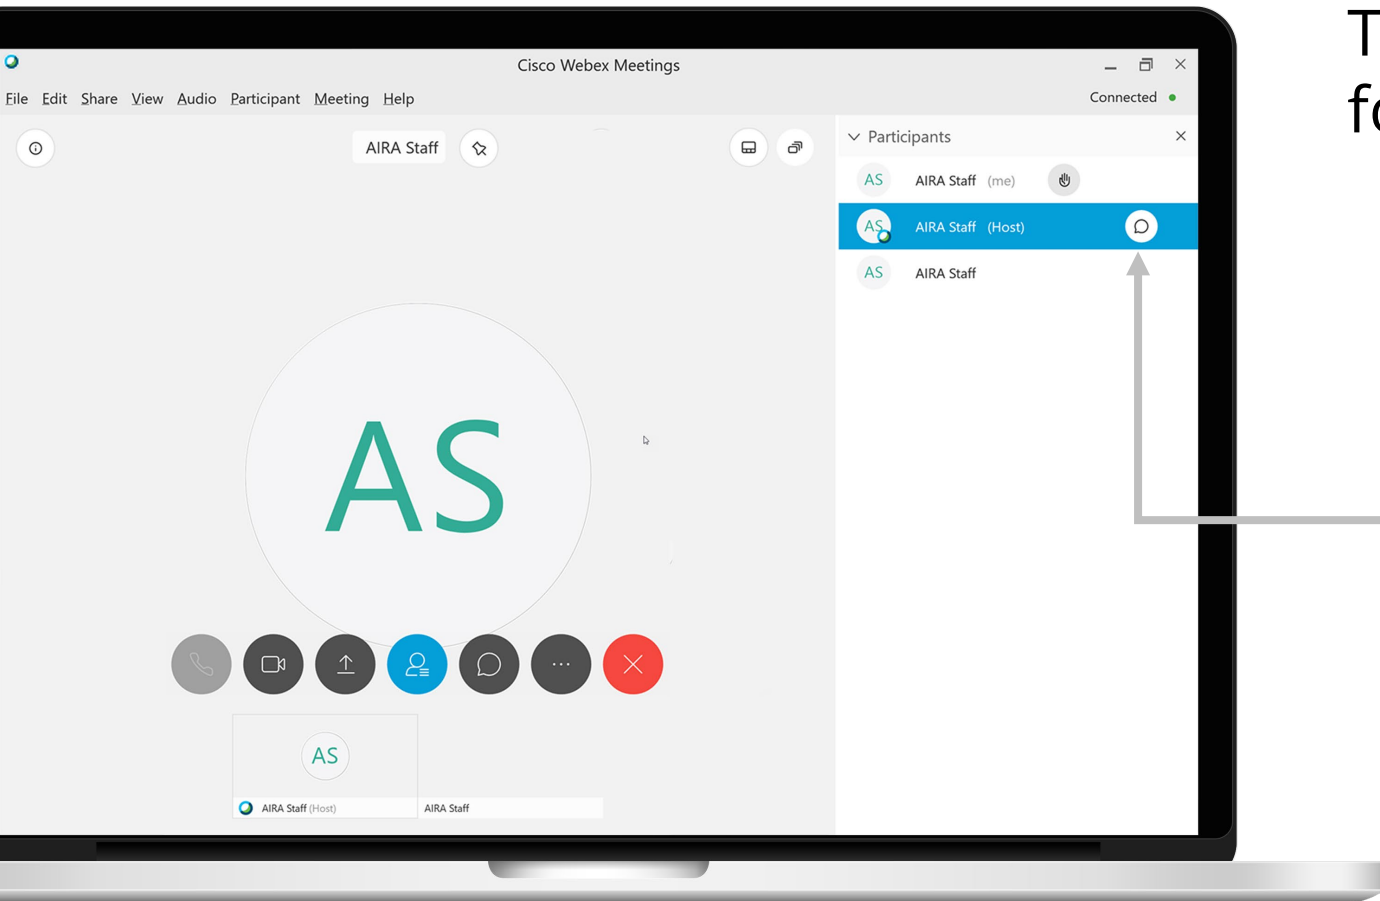 T
fo
Cisco Webex Meetings
File Edit Share View Audio Participant Meeting Help
Connected
AIRA Staff
Participants
AS AIRA Staff (me)
AS AIRA Staff (Host)
AS AIRA Staff
AS
AS
AIRA Staff (Host)
AIRA Staff